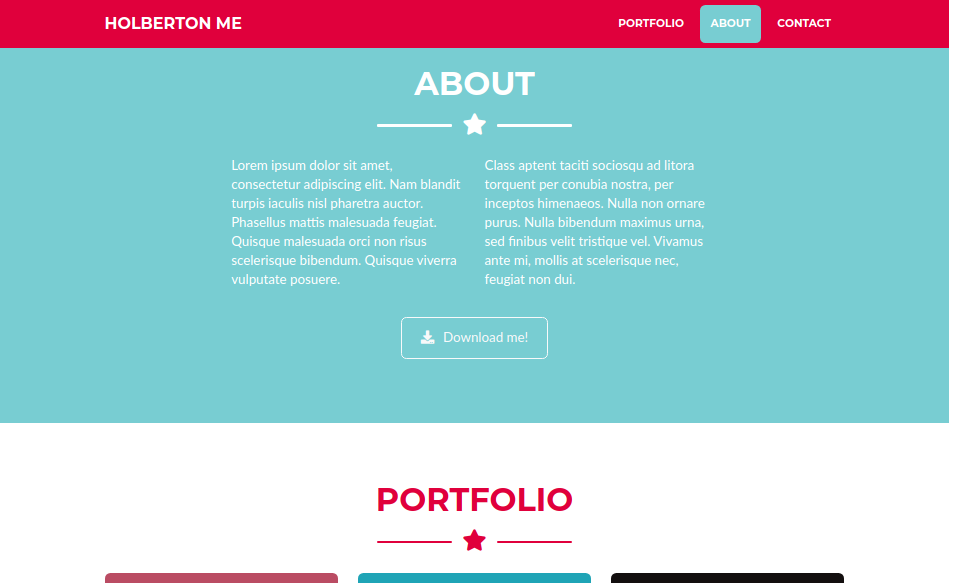 HOLBERTON ME
PORTFOLIO
ABOUT
CONTACT
ABOUT
Lorem ipsum dolor sit amet,
consectetur adipiscing elit. Nam blandit
turpis iaculis nisl pharetra auctor.
Phasellus mattis malesuada feugiat.
Quisque malesuada orci non risus
scelerisque bibendum. Quisque viverra
vulputate posuere.
Class aptent taciti sociosqu ad litora
torquent per conubia nostra, per
inceptos himenaeos. Nulla non ornare
purus. Nulla bibendum maximus urna,
sed finibus velit tristique vel. Vivamus
ante mi, mollis at scelerisque nec,
feugiat non dui.
Download me!
PORTFOLIO